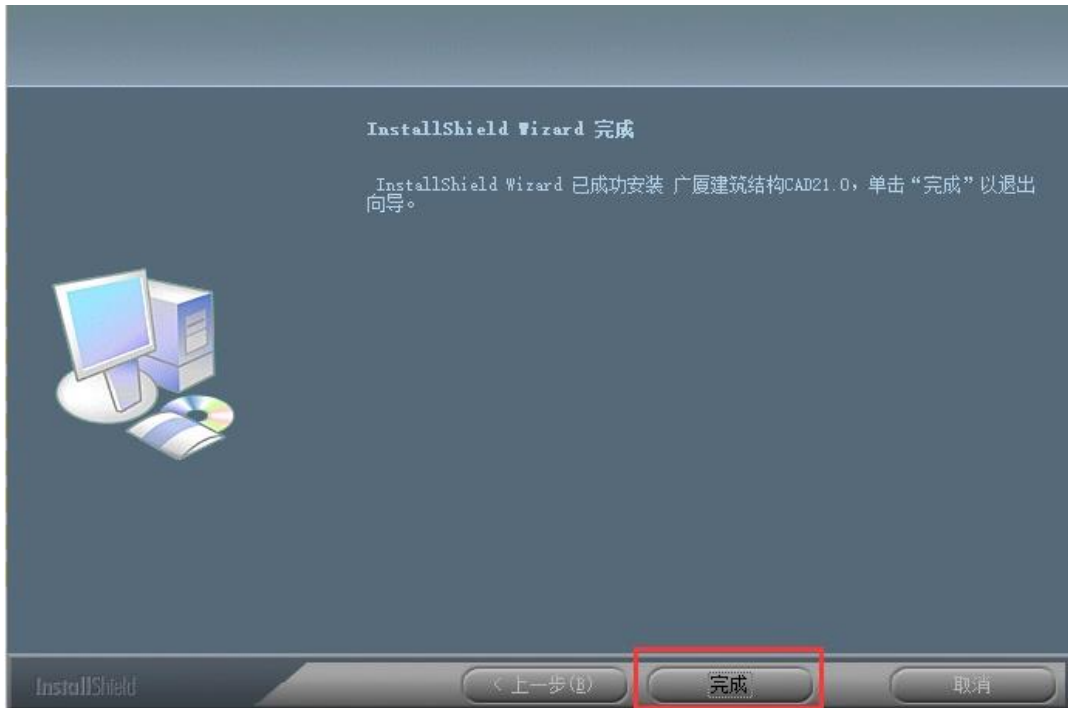 InstallShield Wizard 完成
InstallShield Wizard 已成功安装 广厦建筑结构CAD21.0，单击“完成”以退出
向导。
InstallShield
< 上一步(B)
完成
取消